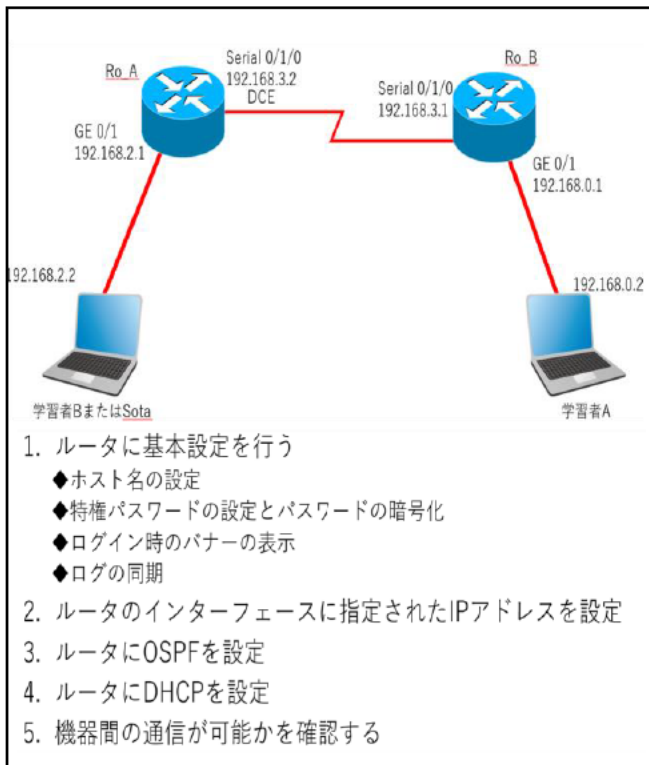 Ro_A
Serial 0/1/0
192.168.3.2
DCE
Ro_B
Serial 0/1/0
192.168.3.1
GE 0/1
192.168.2.1
GE 0/1
192.168.0.1
192.168.2.2
192.168.0.2
学習者BまたはSota
学習者A
1. ルータに基本設定を行う
◆ホスト名の設定
◆特権パスワードの設定とパスワードの暗号化
◆ログイン時のバナーの表示
◆ログの同期
2. ルータのインターフェースに指定されたIPアドレスを設定
3. ルータにOSPFを設定
4. ルータにDHCPを設定
5. 機器間の通信が可能かを確認する